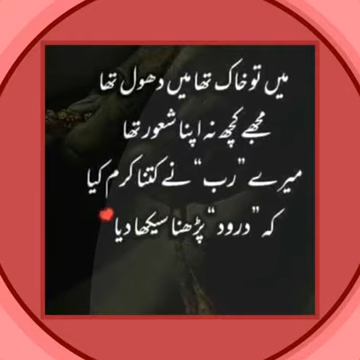 میں تو خاک تھا میں دھول تھا
مجھے کچھ نہ اپنا شعور تھا
میرے "رب" نے کتنا کرم کیا
کہ "درود" پڑھنا سیکھا دیا